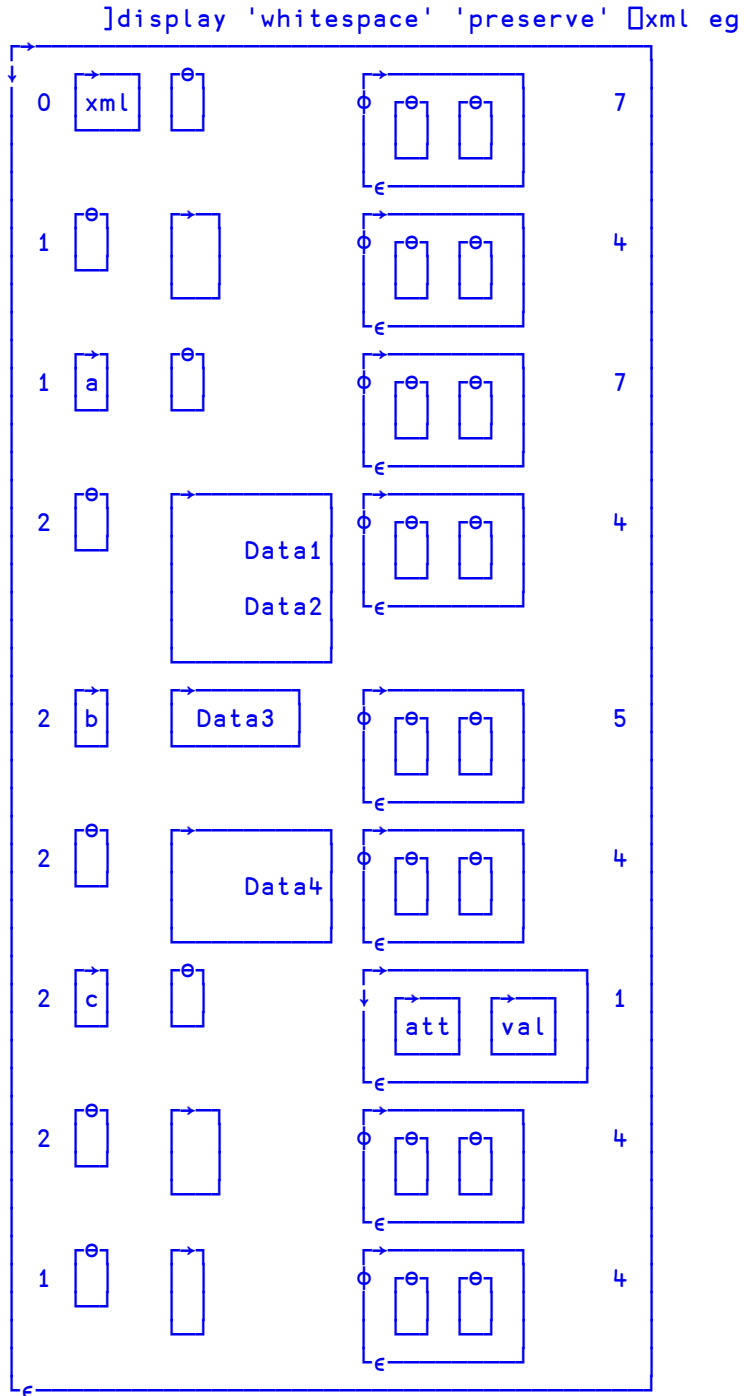 ]display 'whitespace' 'preserve' ⎕xml eg
0 xml 7
1 4
1 a 7
2 4
Data1
Data2
2 b Data3 5
2 4
Data4
2 c att val 1
2 4
1 4